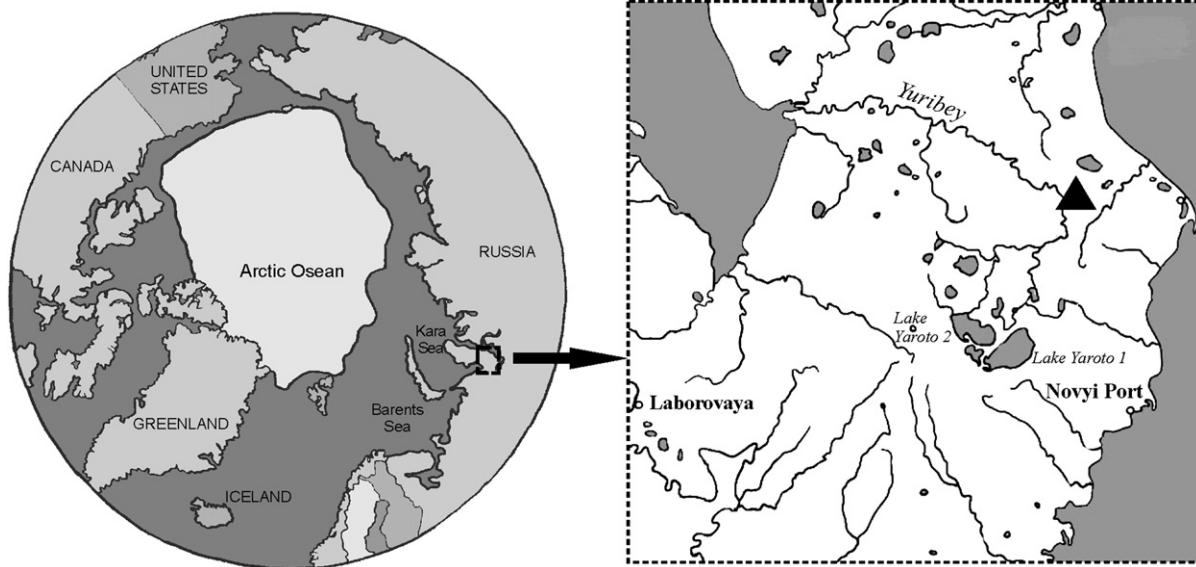 UNITED
STATES
CANADA
RUSSIA
Arctic Osean
Kara
Sea
Barents
Sea
GREENLAND
ICELAND
Yuribey
Lake
Yaroto 2
Lake Yaroto 1
Novyi Port
Laborovaya